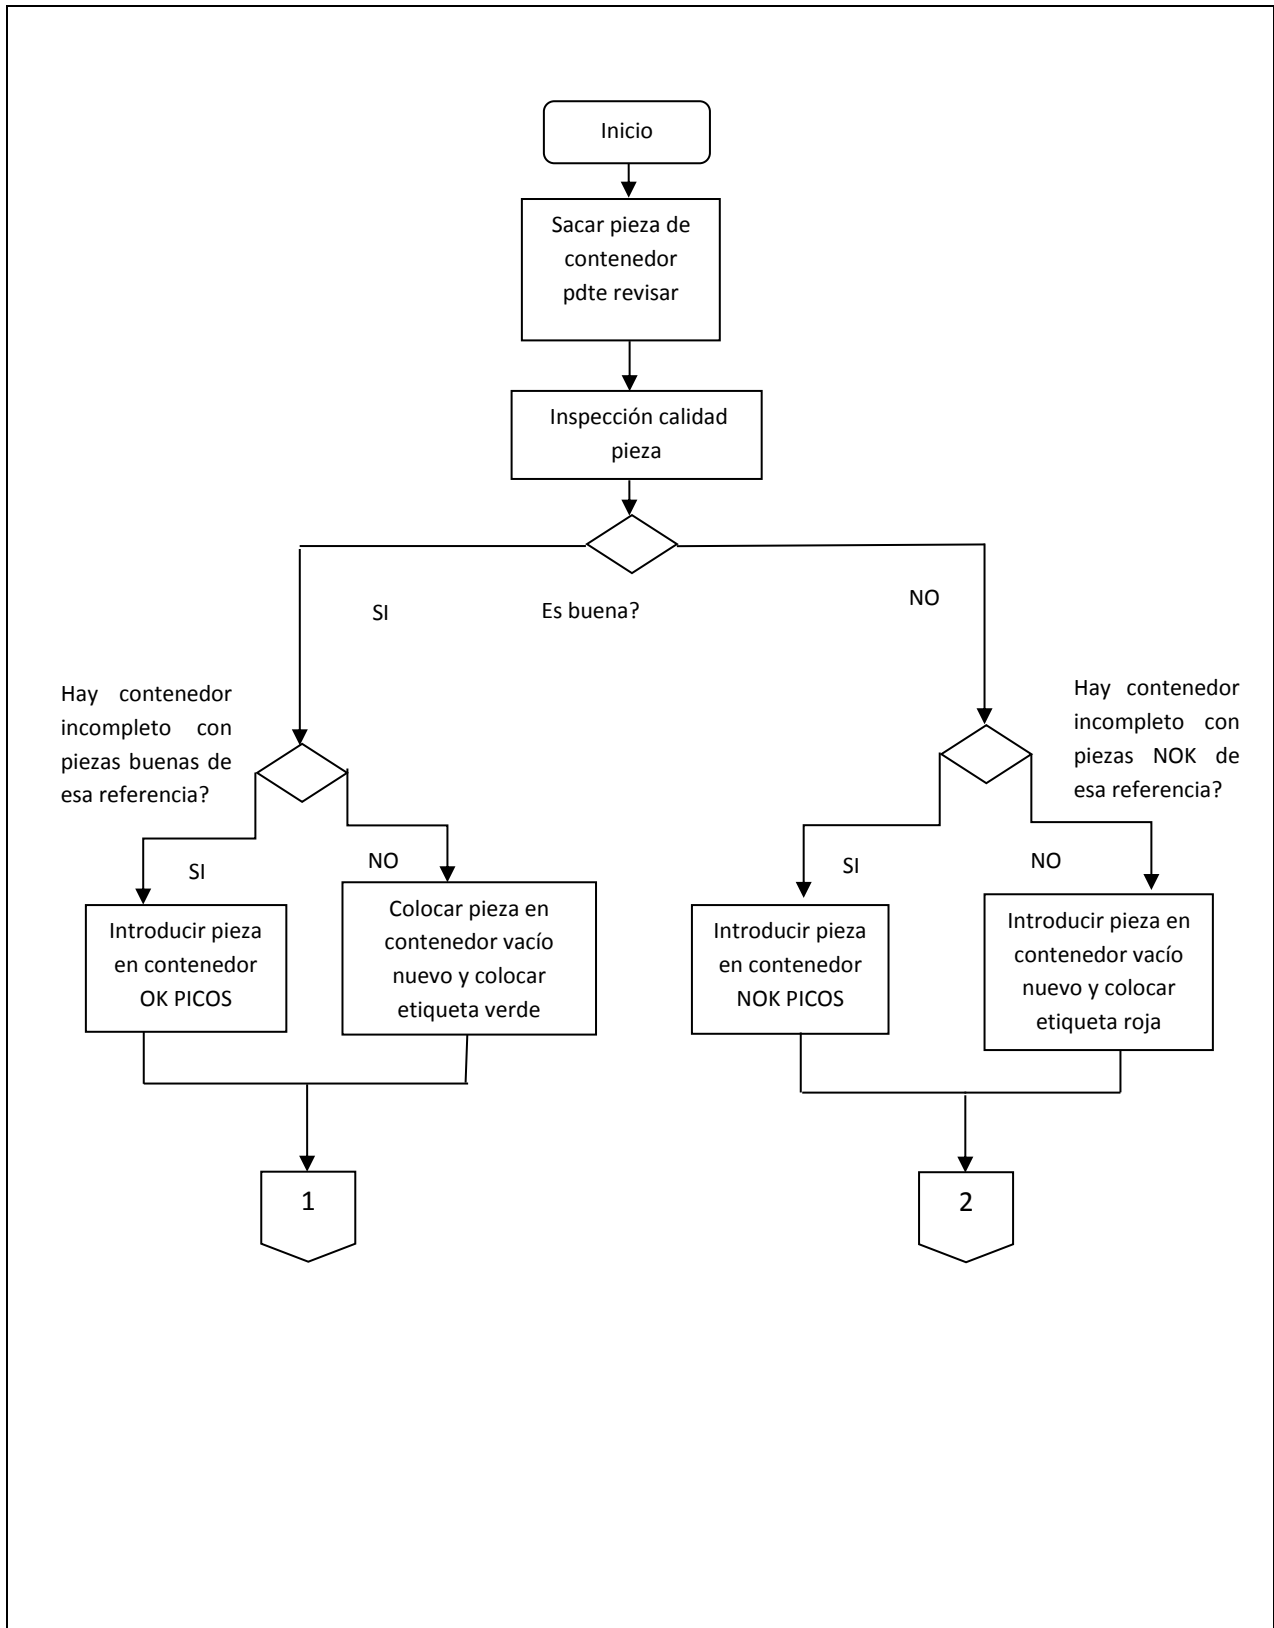 Inicio
Sacar pieza de
contenedor
pdte revisar
Inspección calidad
pieza
SI
Es buena?
NO
Hay contenedor
incompleto con
piezas buenas de
esa referencia?
Hay contenedor
incompleto con
piezas NOK de
esa referencia?
SI
NO
SI
NO
Introducir pieza
en contenedor
OK PICOS
Colocar pieza en
contenedor vacío
nuevo y colocar
etiqueta verde
Introducir pieza
en contenedor
NOK PICOS
Introducir pieza en
contenedor vacío
nuevo y colocar
etiqueta roja
1
2